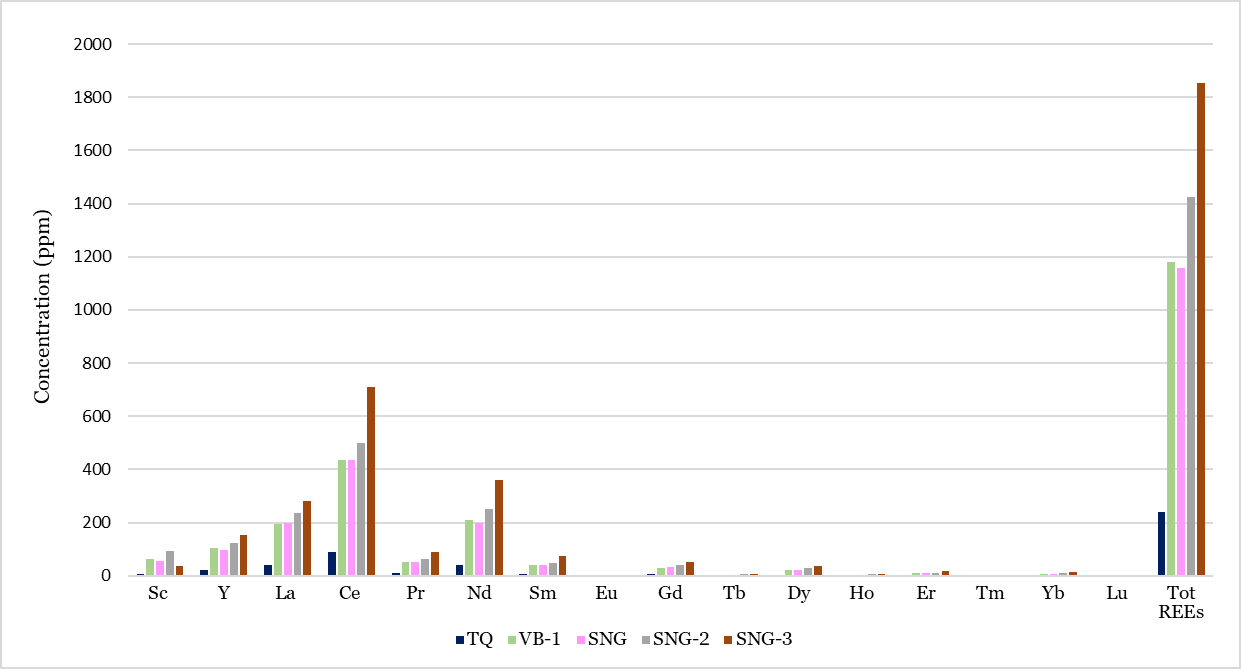 2000
1800
1600
1400
1200
1000
800
600
400
200
0
Concentration (ppm)
Sc Y La Ce Pr Nd Sm Eu Gd Tb Dy Ho Er Tm Yb Lu Tot
REEs
TQ VB-1 SNG SNG-2 SNG-3